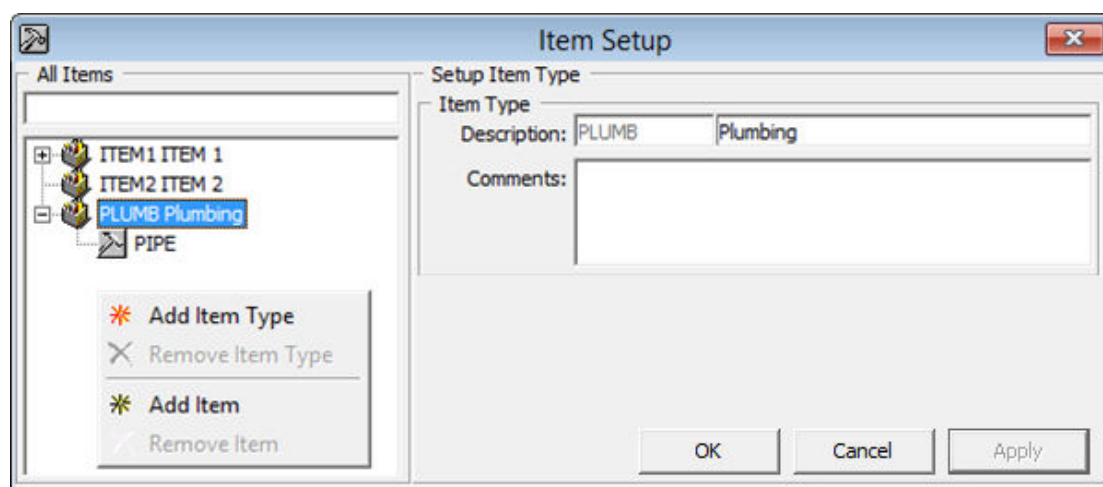 Item Setup
All Items
ITEM1 ITEM 1
ITEM2 ITEM 2
PLUMB Plumbing
PIPE
Add Item Type
Remove Item Type
Add Item
Remove Item
Setup Item Type
Item Type
Description: PLUMB Plumbing
Comments:
OK Cancel Apply